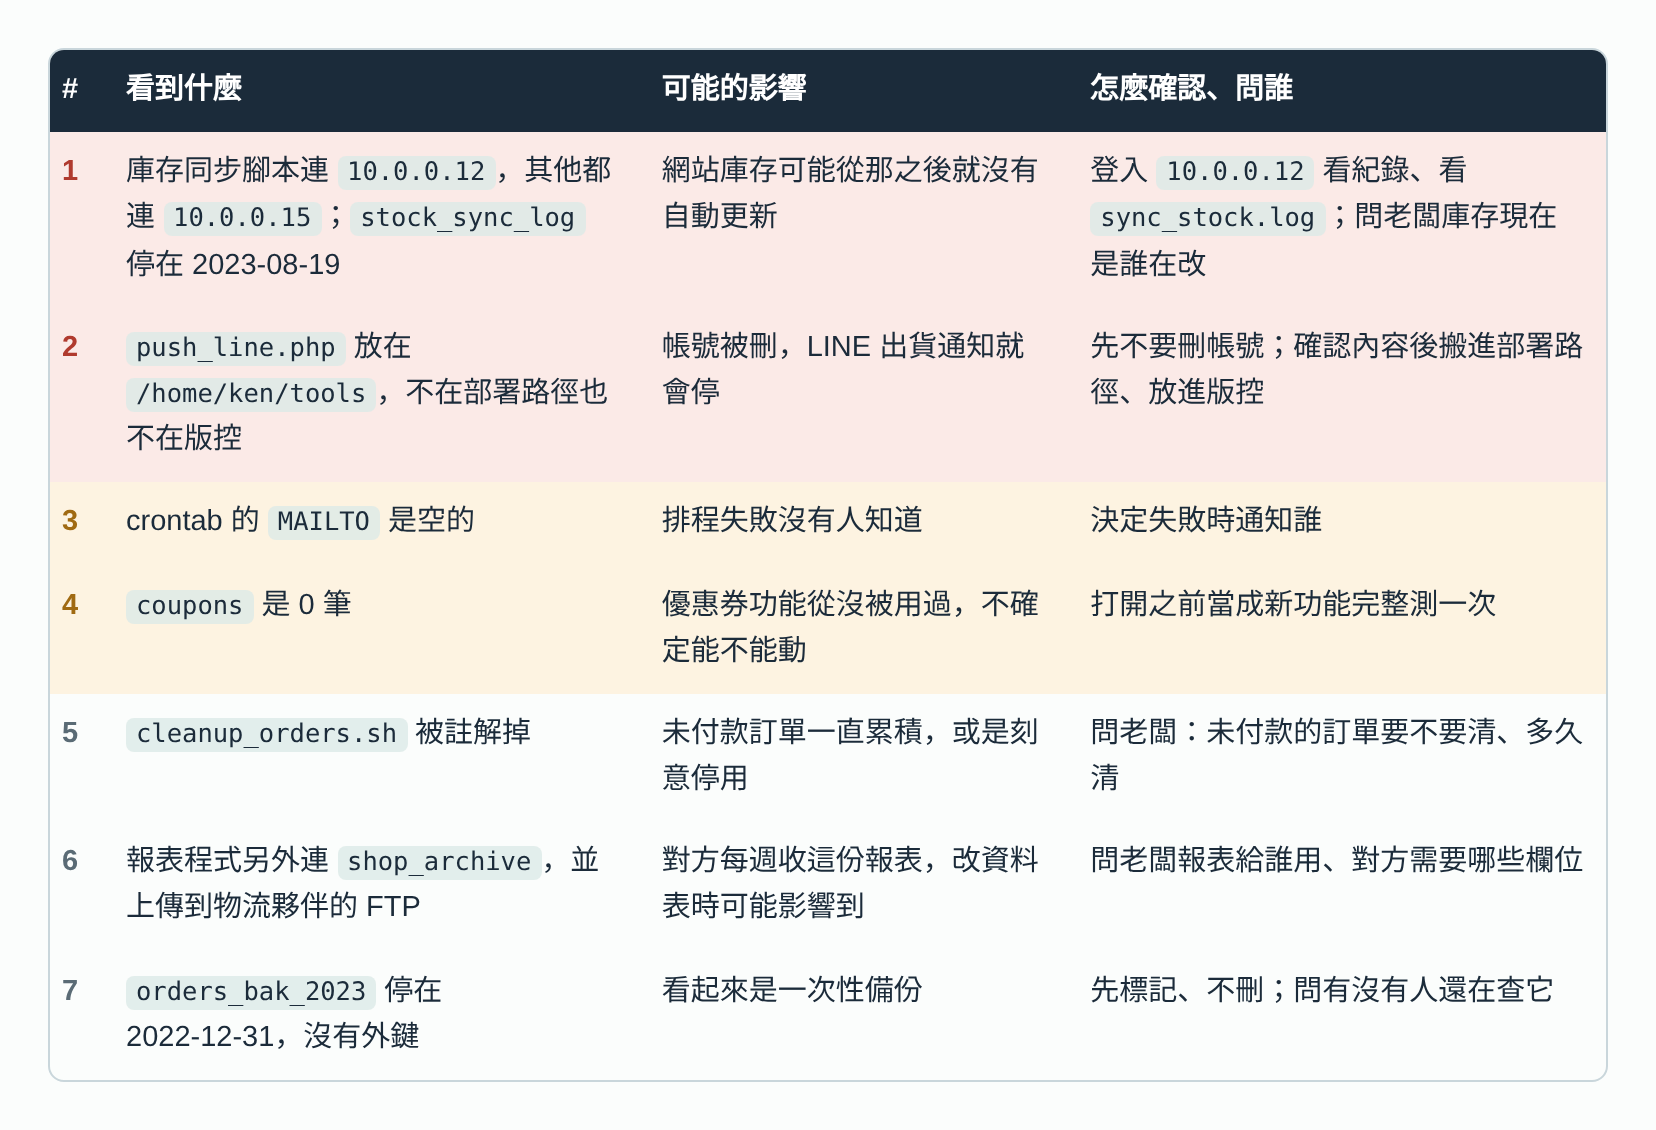 # 看到什麼 可能的影響 怎麼確認、問誰
1 庫存同步腳本連 10.0.0.12，其他都
連 10.0.0.15；stock_sync_log
停在 2023-08-19
網站庫存可能從那之後就沒有
自動更新
登入 10.0.0.12 看紀錄、看
sync_stock.log；問老闆庫存現在
是誰在改
2 push_line.php 放在
/home/ken/tools，不在部署路徑也
不在版控
帳號被刪，LINE 出貨通知就
會停
先不要刪帳號；確認內容後搬進部署路
徑、放進版控
3 crontab 的 MAILTO 是空的
排程失敗沒有人知道
決定失敗時通知誰
4 coupons 是 0 筆
優惠券功能從沒被用過，不確
定能不能動
打開之前當成新功能完整測一次
5 cleanup_orders.sh 被註解掉
未付款訂單一直累積，或是刻
意停用
問老闆：未付款的訂單要不要清、多久
清
6 報表程式另外連 shop_archive，並
上傳到物流夥伴的 FTP
對方每週收這份報表，改資料
表時可能影響到
問老闆報表給誰用、對方需要哪些欄位
7 orders_bak_2023 停在
2022-12-31，沒有外鍵
看起來是一次性備份
先標記、不刪；問有沒有人還在查它